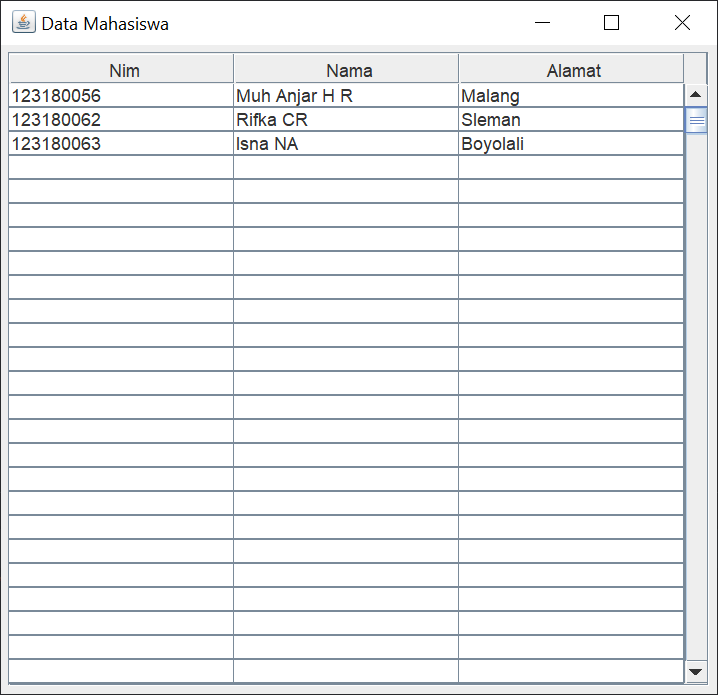 Data Mahasiswa
Nim Nama Alamat
123180056 Muh Anjar H R Malang
123180062 Rifka CR Sleman
123180063 Isna NA Boyolali